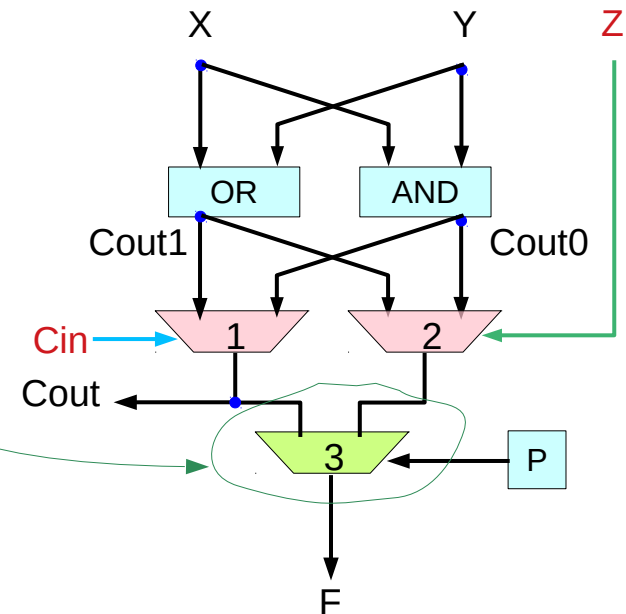 X Y Z
OR AND
Cout1 Cout0
Cin 1 2
Cout
3 P
F